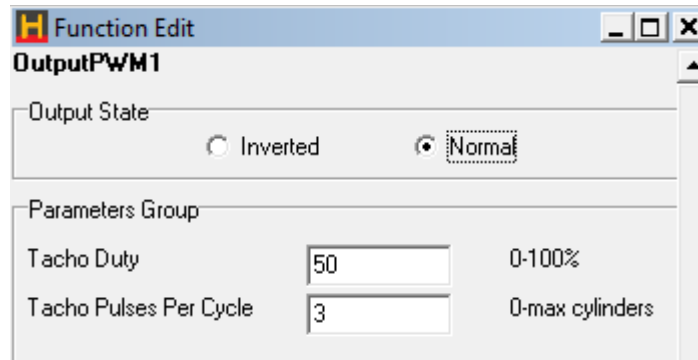 H Function Edit
OutputPWM1
Output State
Inverted Normal
Parameters Group
Tacho Duty 50 0-100%
Tacho Pulses Per Cycle 3 0-max cylinders